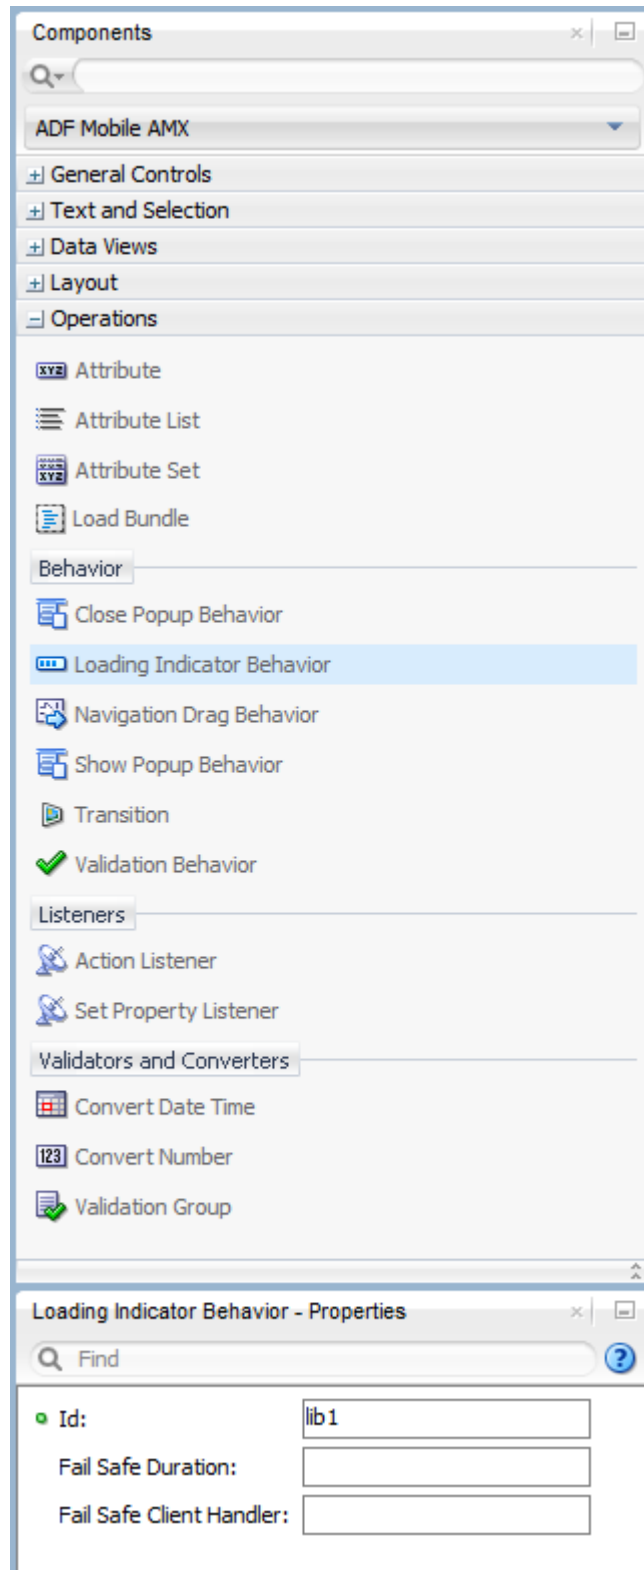 Components
ADF Mobile AMX
General Controls
Text and Selection
Data Views
Layout
Operations
XYZ Attribute
Attribute List
XYZ Attribute Set
Load Bundle
Behavior
Close Popup Behavior
Loading Indicator Behavior
Navigation Drag Behavior
Show Popup Behavior
Transition
Validation Behavior
Listeners
Action Listener
Set Property Listener
Validators and Converters
Convert Date Time
123 Convert Number
Validation Group
Loading Indicator Behavior - Properties
Find
Id: lib1
Fail Safe Duration:
Fail Safe Client Handler: